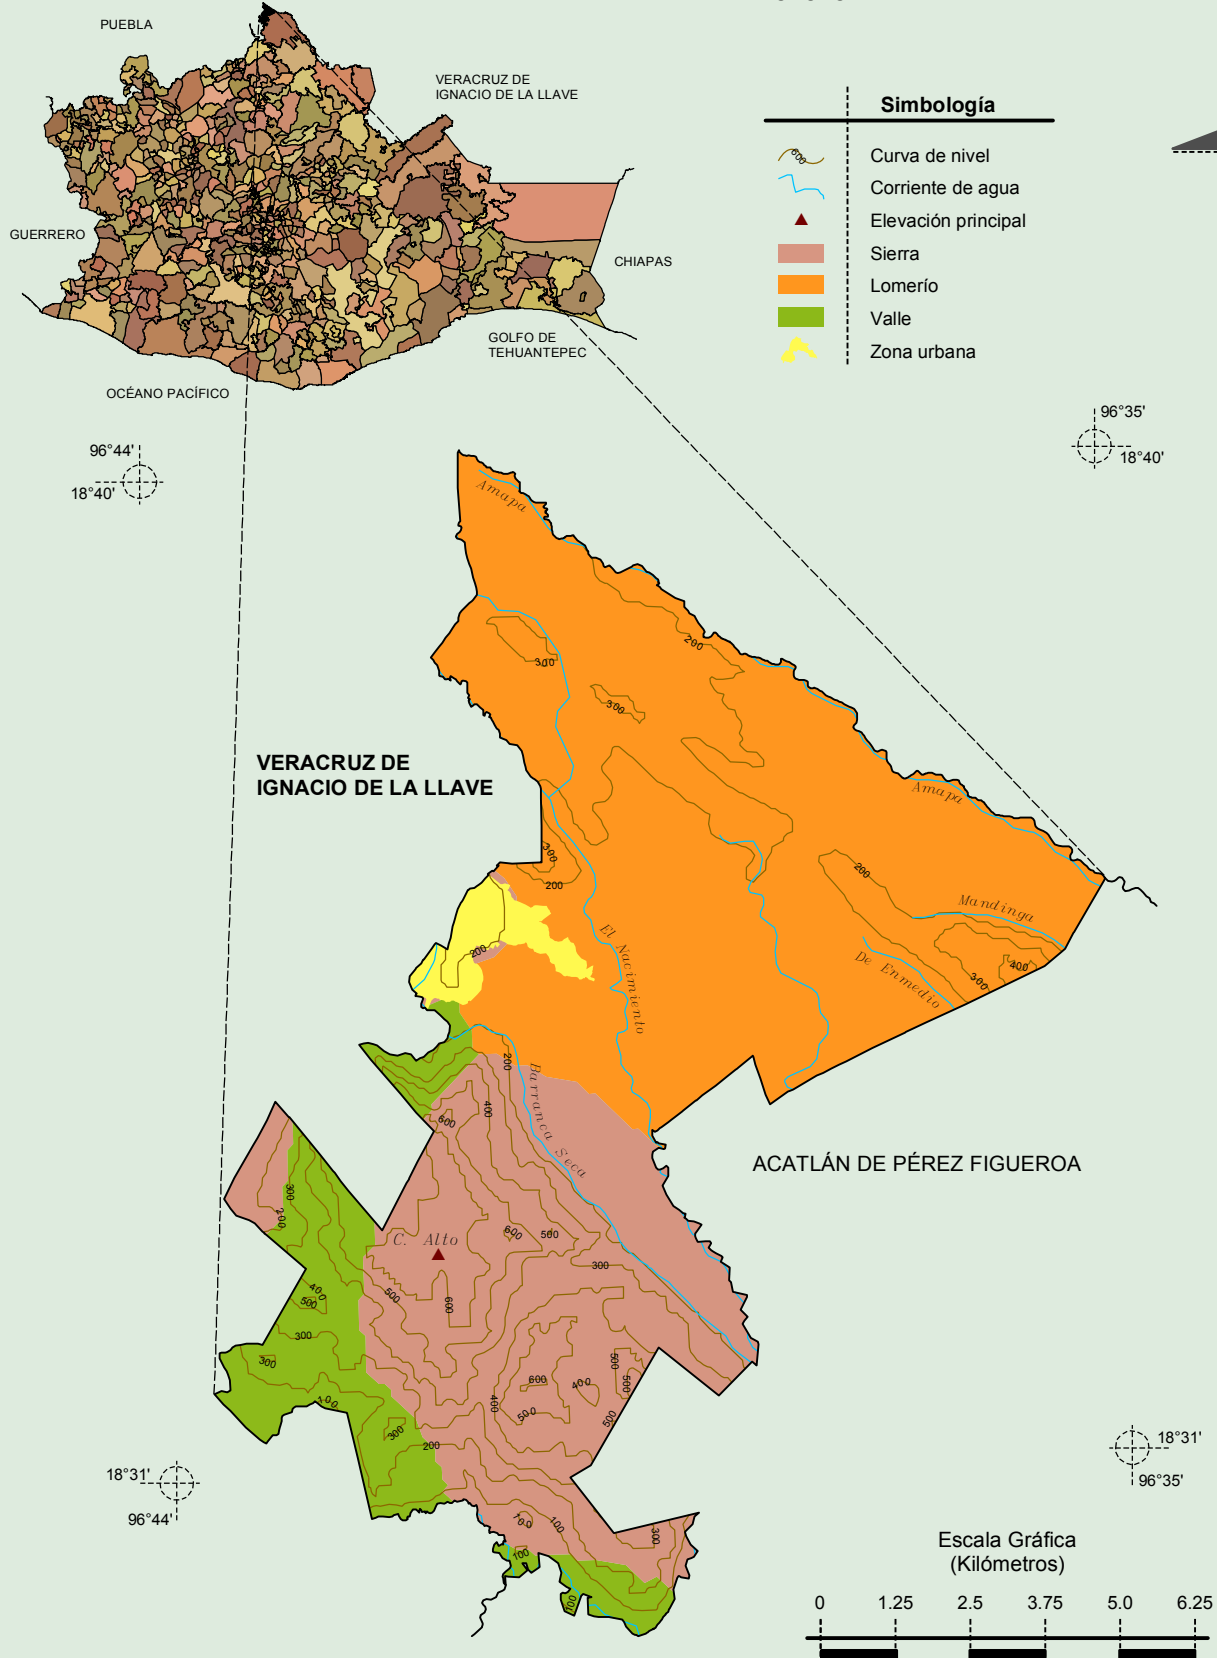 PUEBLA
VERACRUZ DE
IGNACIO DE LA LLAVE
GUERRERO
CHIAPAS
GOLFO DE
TEHUANTEPEC
OCÉANO PACÍFICO
Simbología
600
Curva de nivel
Corriente de agua
Elevación principal
Sierra
Lomerío
Valle
Zona urbana
96°44'
18°40'
96°35'
18°40'
Amapa
200
300
300
VERACRUZ DE
IGNACIO DE LA LLAVE
Amapa
300
200
200
Mandinga
200
El Nacimiento
De Enmedio
400
300
200
Barranca Seca
400
600
ACATLÁN DE PÉREZ FIGUEROA
300
200
C. Alto
600
500
300
400
500
500
600
300
300
500
600
400
500
400
500
500
100
300
200
18°31'
96°44'
18°31'
96°35'
100
100
300
100
100
Escala Gráfica
(Kilómetros)
0 1.25 2.5 3.75 5.0 6.25